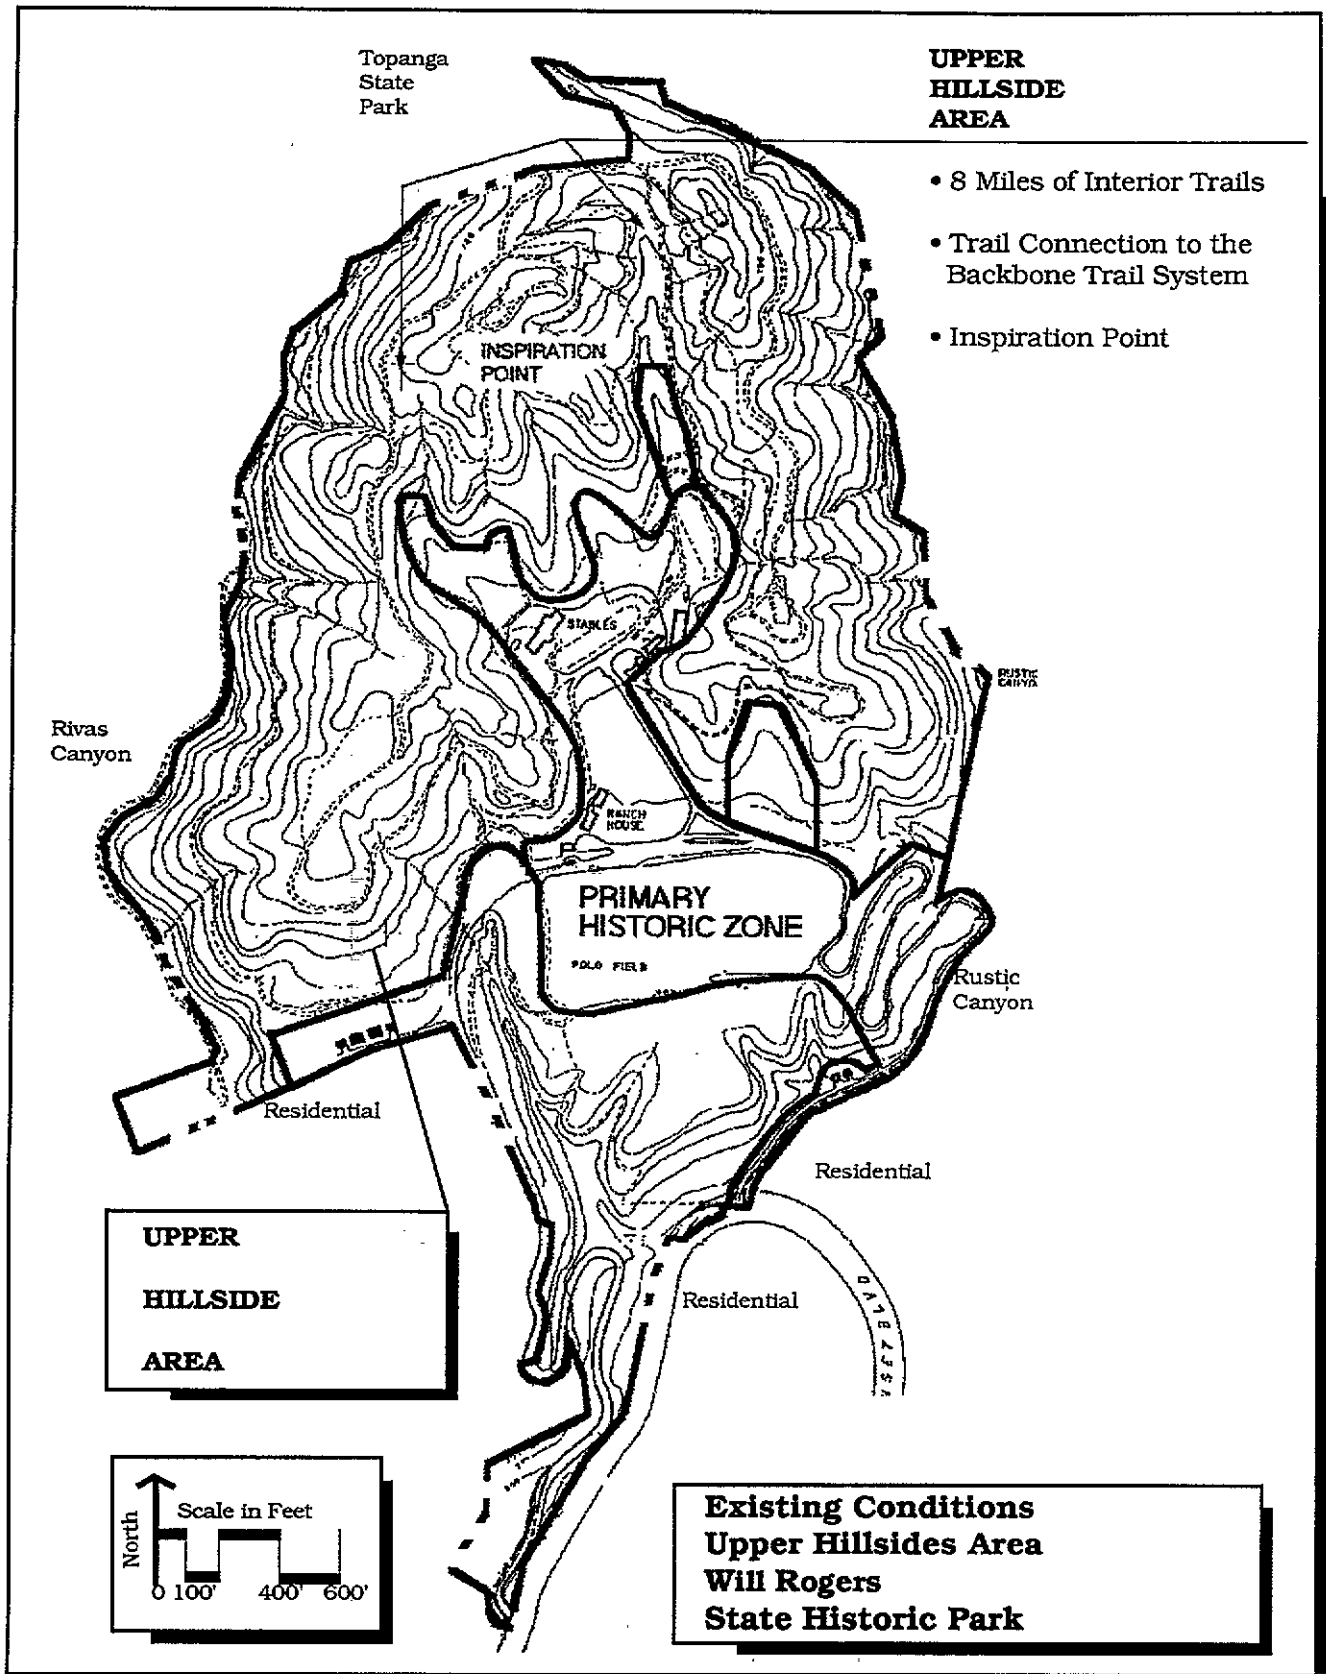 Topanga
State
Park
UPPER
HILLSIDE
AREA
• 8 Miles of Interior Trails
• Trail Connection to the
Backbone Trail System
• Inspiration Point
INSPIRATION
POINT
STABLES
RUSTIC
CANYON
Rivas
Canyon
RANCH
HOUSE
PRIMARY
HISTORIC ZONE
POLO FIELD
Rustic
Canyon
Residential
Residential
UPPER
HILLSIDE
AREA
Residential
BLVD
North
Scale in Feet
0 100' 400' 600'
Existing Conditions
Upper Hillsides Area
Will Rogers
State Historic Park